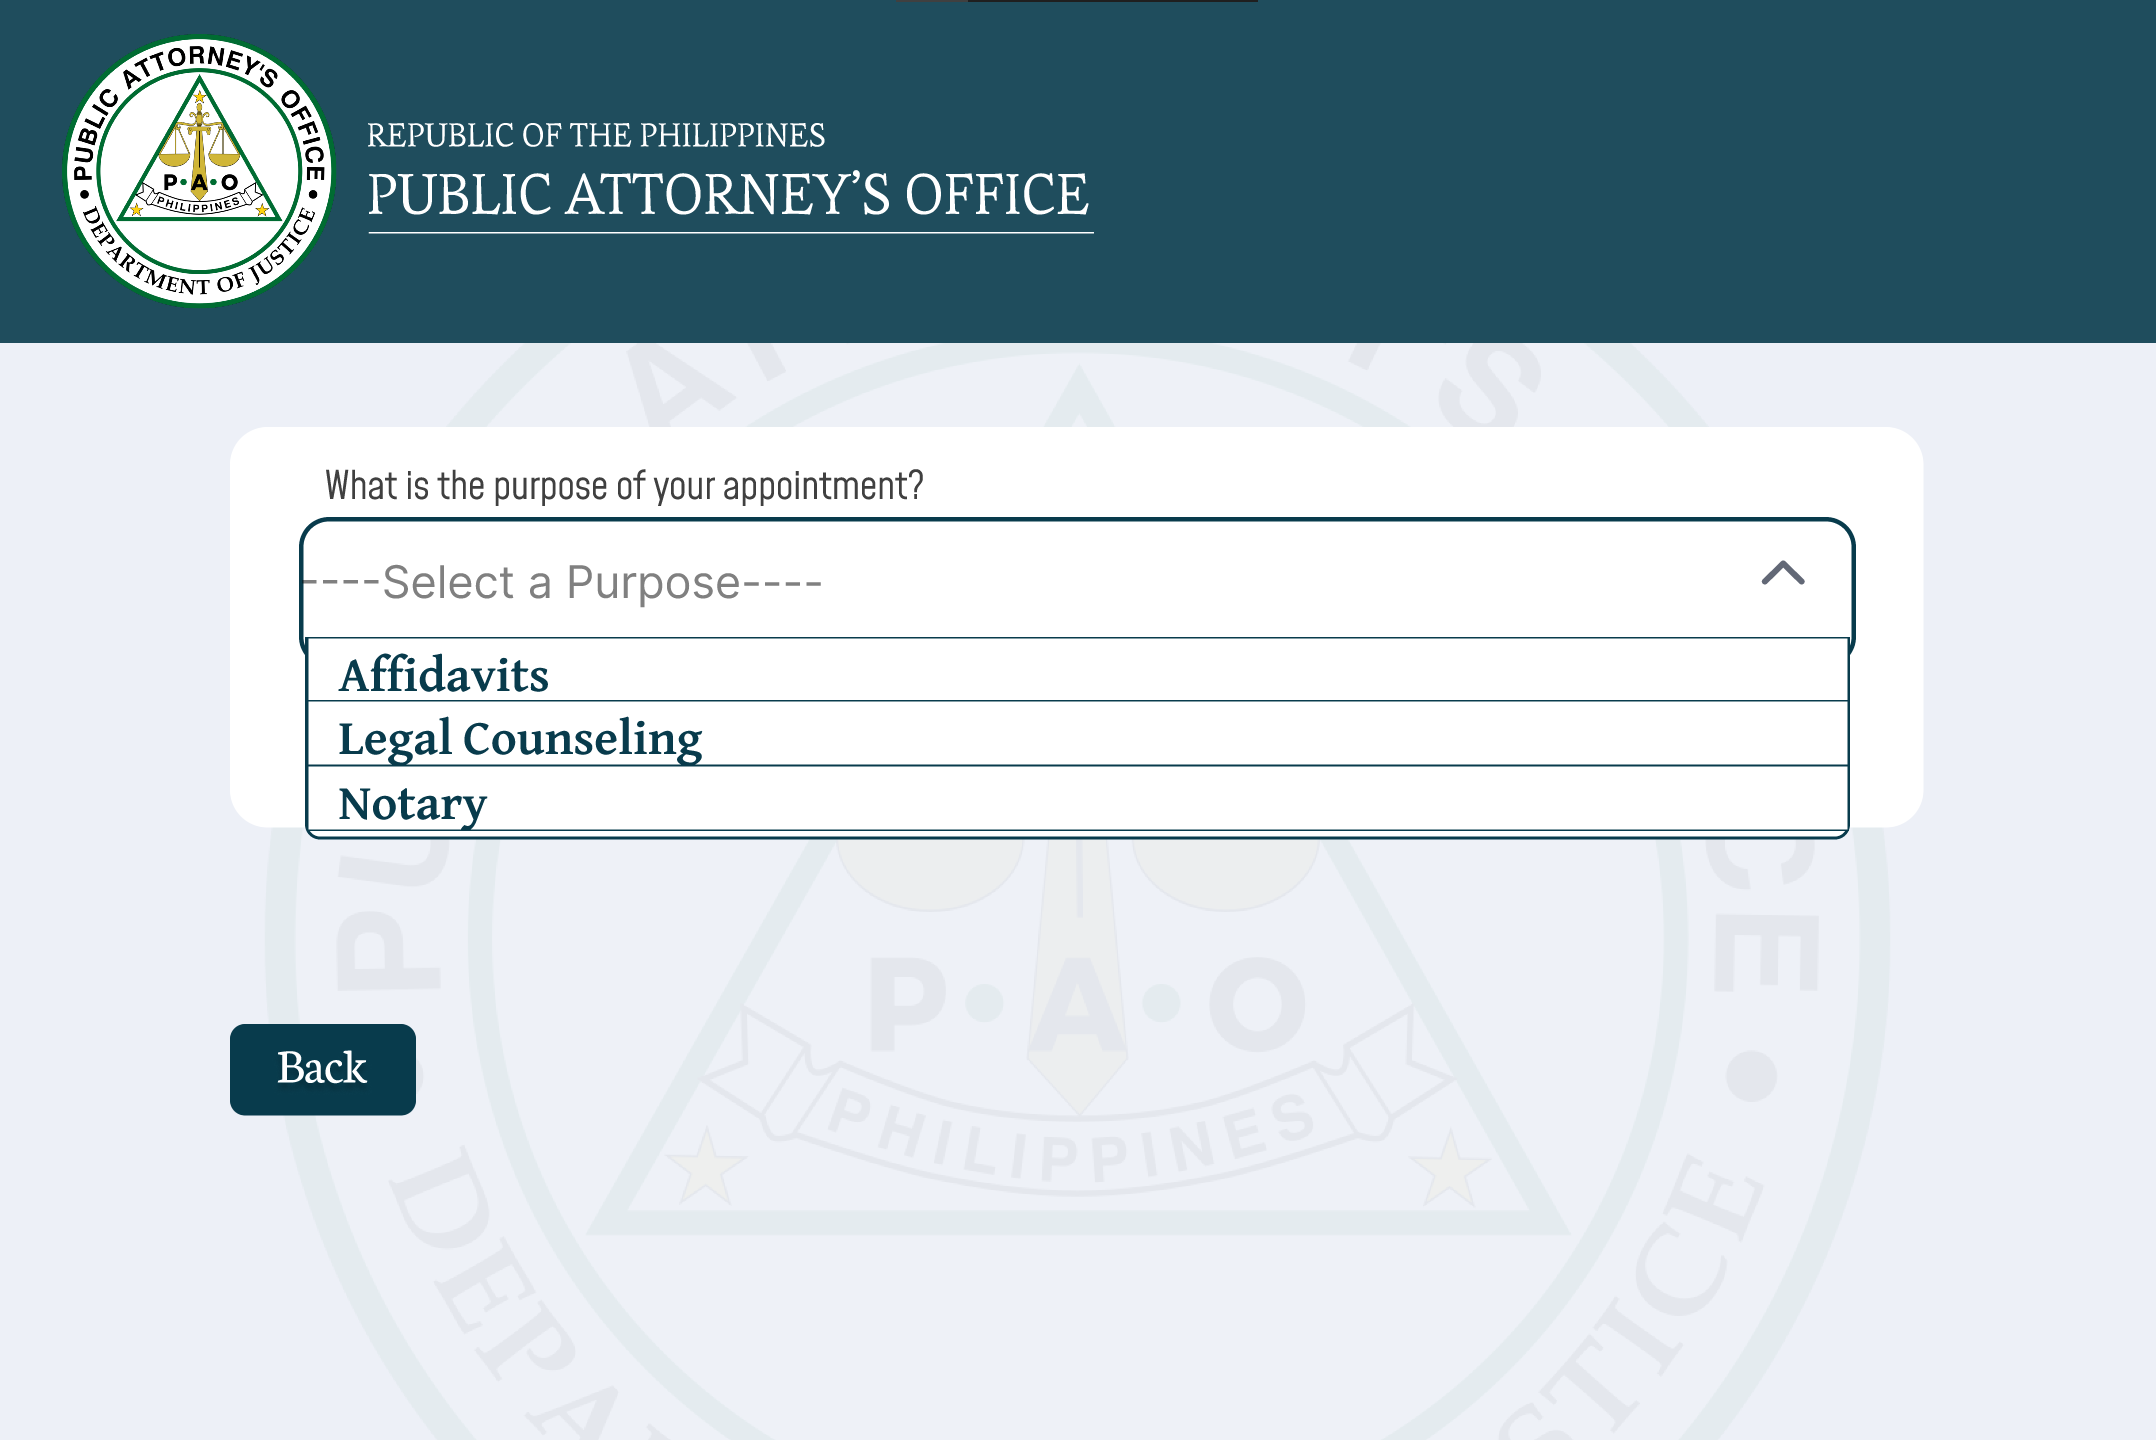 PUBLIC ATTORNEY'S OFFICE
P•A•O
PHILIPPINES
• DEPARTMENT OF JUSTICE •
REPUBLIC OF THE PHILIPPINES
PUBLIC ATTORNEY’S OFFICE
What is the purpose of your appointment?
----Select a Purpose----
Affidavits
Legal Counseling
Notary
P•A•O
PHILIPPINES
Back